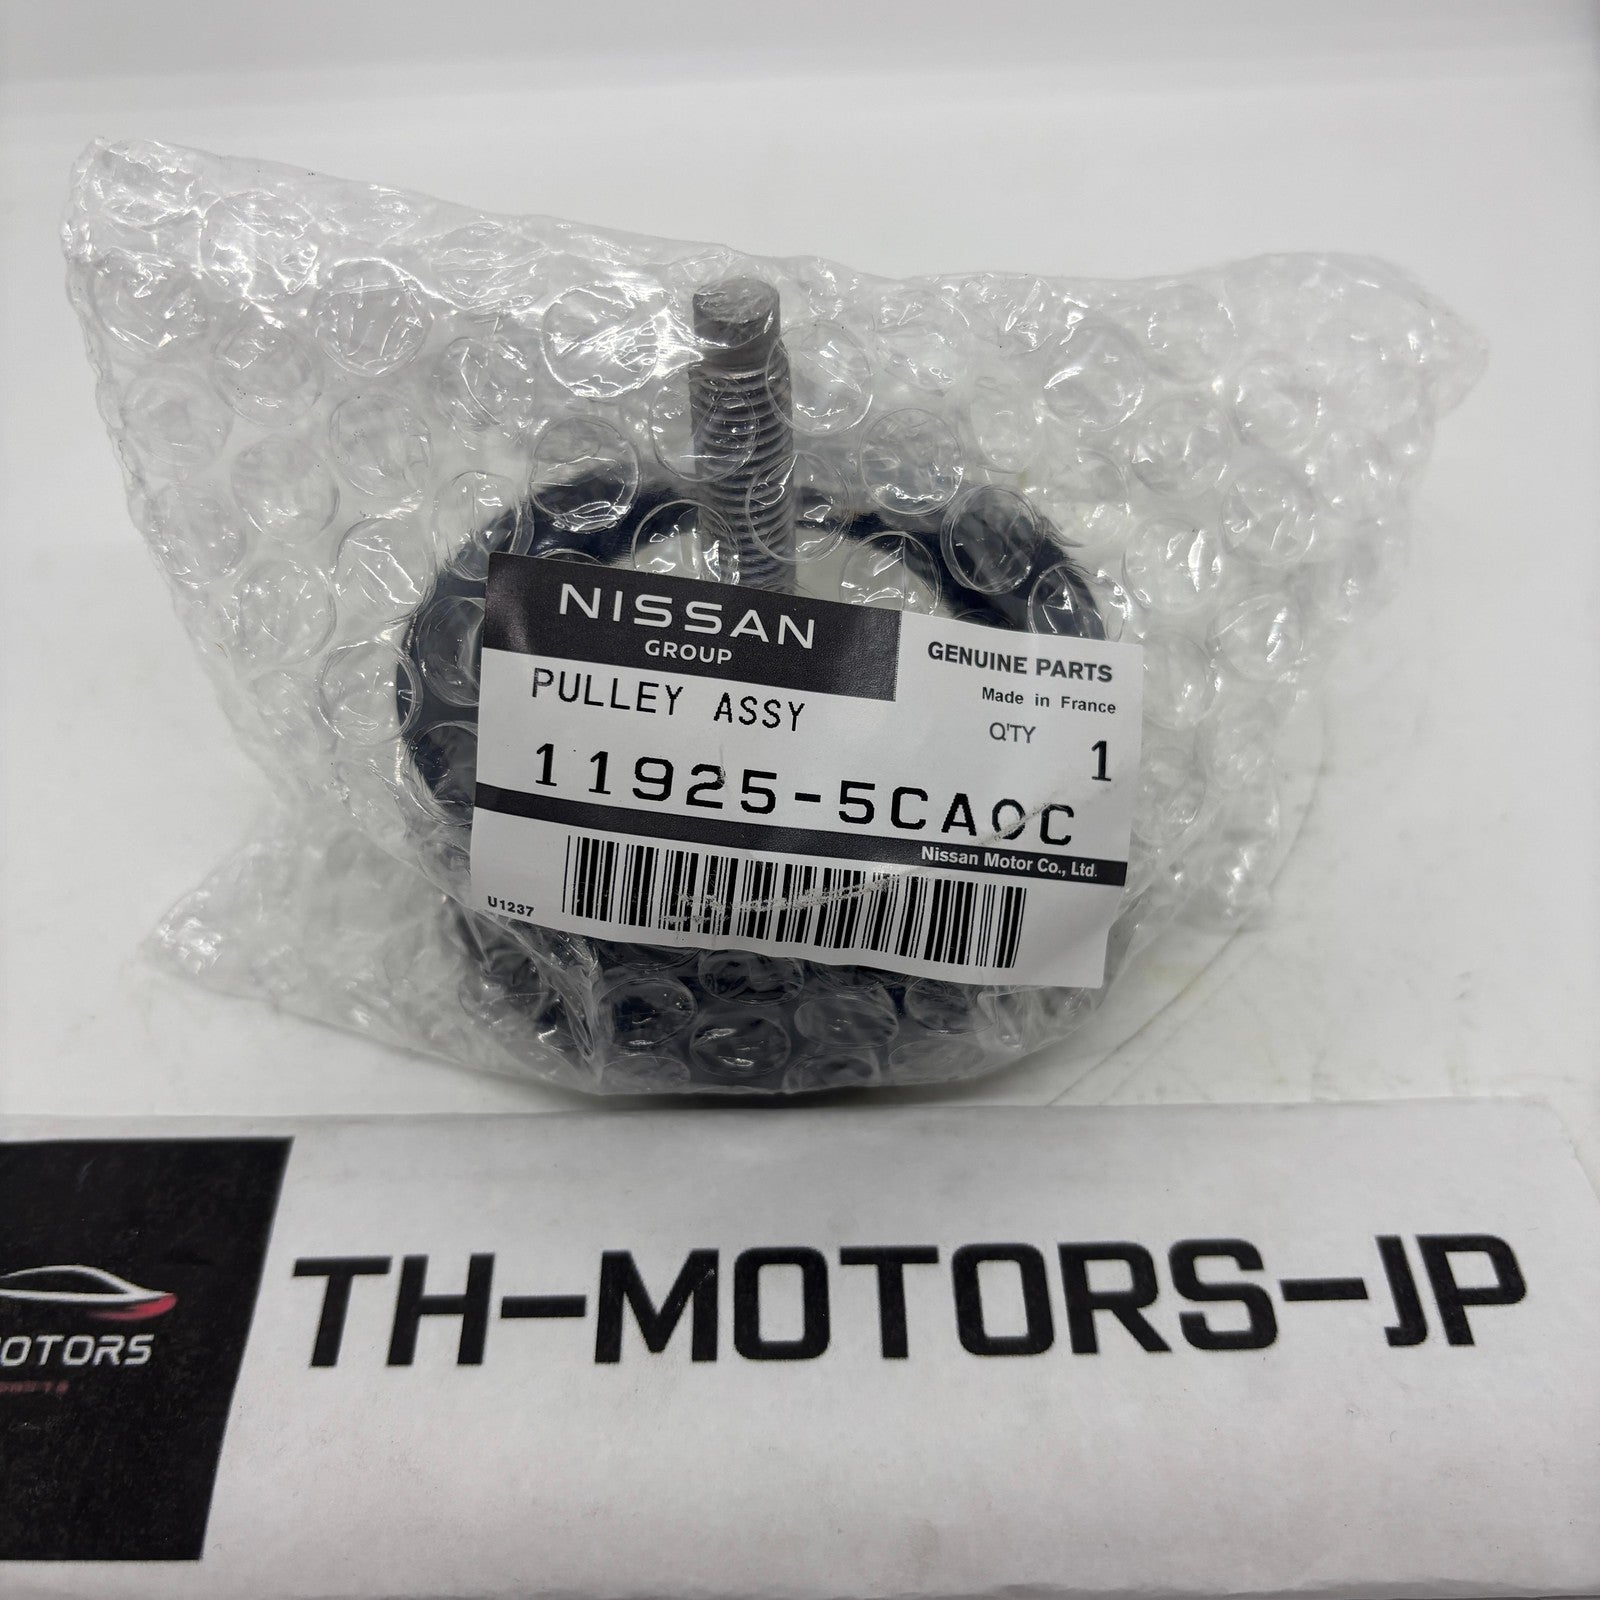 NISSAN
GROUP
GENUINE PARTS
Made in France
PULLEY ASSY
Q'TY 1
11925-5CA0C
Nissan Motor Co., Ltd.
U1237
TH-MOTORS-JP
OTORS